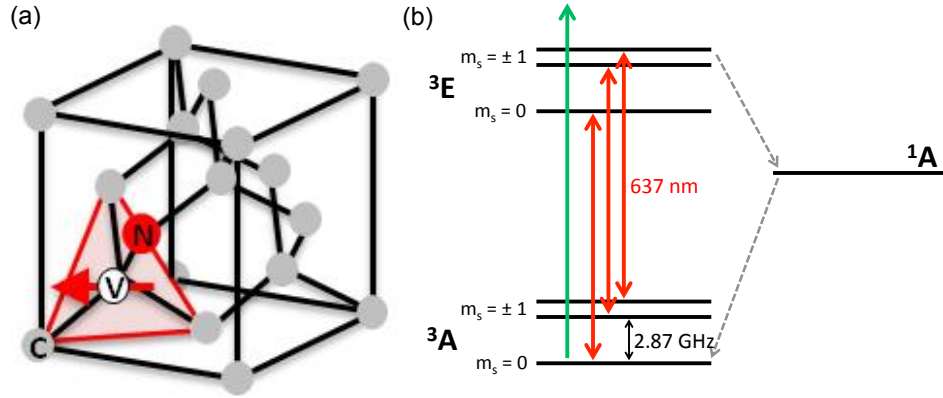 (a)
N
V
C
(b)
m_s = ± 1
³E
m_s = 0
¹A
637 nm
m_s = ± 1
³A
2.87 GHz
m_s = 0